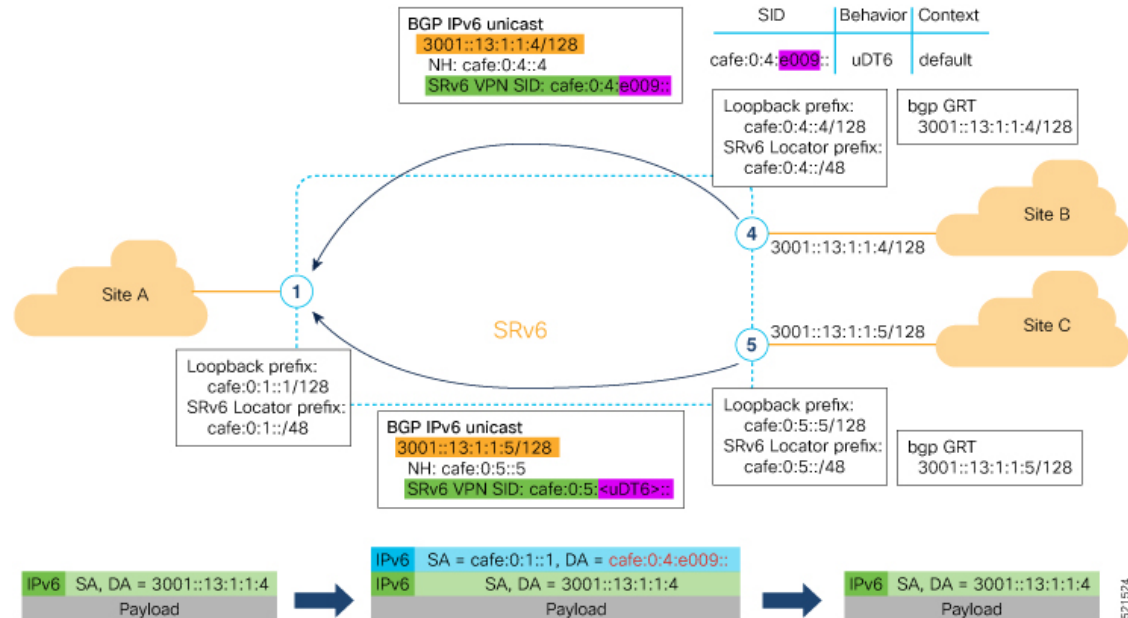 BGP IPv6 unicast
3001::13:1:1:4/128
NH: cafe:0:4::4
SRv6 VPN SID: cafe:0:4:e009::
SID Behavior Context
cafe:0:4:e009:: uDT6 default
Loopback prefix:
cafe:0:4::4/128
SRv6 Locator prefix:
cafe:0:4::/48
bgp GRT
3001::13:1:1:4/128
Site B
4
3001::13:1:1:4/128
Site A
1
SRv6
5
3001::13:1:1:5/128
Site C
Loopback prefix:
cafe:0:1::1/128
SRv6 Locator prefix:
cafe:0:1::/48
BGP IPv6 unicast
3001::13:1:1:5/128
NH: cafe:0:5::5
SRv6 VPN SID: cafe:0:5:<uDT6>::
Loopback prefix:
cafe:0:5::5/128
SRv6 Locator prefix:
cafe:0:5::/48
bgp GRT
3001::13:1:1:5/128
IPv6 SA, DA = 3001::13:1:1:4
Payload
IPv6 SA = cafe:0:1::1, DA = cafe:0:4:e009::
IPv6 SA, DA = 3001::13:1:1:4
Payload
IPv6 SA, DA = 3001::13:1:1:4
Payload
521524